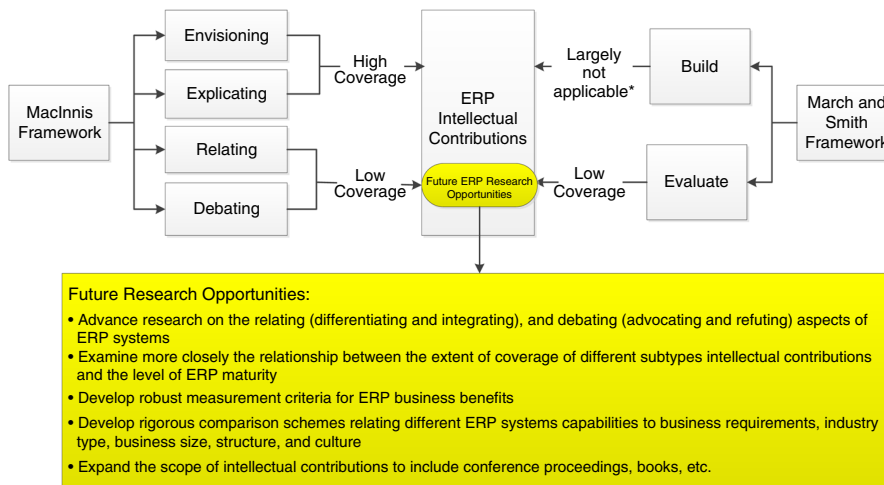 MacInnis
Framework
Envisioning
Explicating
Relating
Debating
High
Coverage
Low
Coverage
ERP
Intellectual
Contributions
Future ERP Research
Opportunities
Largely
not
applicable*
Low
Coverage
Build
Evaluate
March and
Smith
Framework
Future Research Opportunities:
• Advance research on the relating (differentiating and integrating), and debating (advocating and refuting) aspects of
ERP systems
• Examine more closely the relationship between the extent of coverage of different subtypes intellectual contributions
and the level of ERP maturity
• Develop robust measurement criteria for ERP business benefits
• Develop rigorous comparison schemes relating different ERP systems capabilities to business requirements, industry
type, business size, structure, and culture
• Expand the scope of intellectual contributions to include conference proceedings, books, etc.